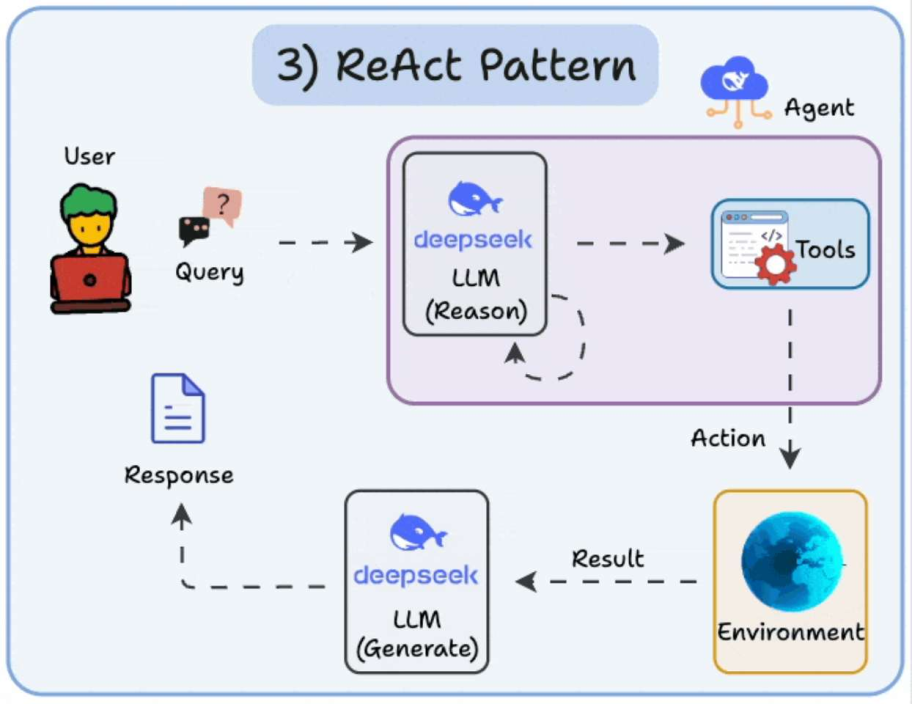 3) ReAct Pattern
Agent
User
?
Query
deepseek
LLM
(Reason)
</>
Tools
Action
Response
deepseek
LLM
(Generate)
Result
Environment